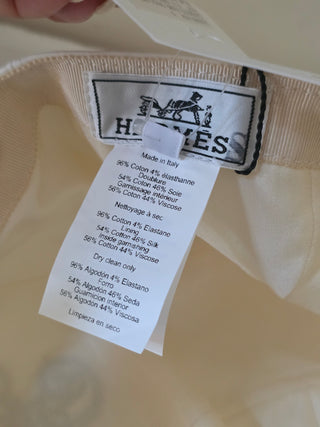 HERMÈS
Made in Italy
96% Coton 4% élasthanne
Doublure
54% Coton 46% Soie
Garnissage intérieur
56% Coton 44% Viscose
Nettoyage à sec
96% Cotton 4% Elastane
Lining
54% Cotton 46% Silk
Inside garnishing
56% Cotton 44% Viscose
Dry clean only
96% Algodón 4% Elastano
Forro
54% Algodón 46% Seda
Guarnicion interior
56% Algodón 44% Viscosa
Limpieza en seco